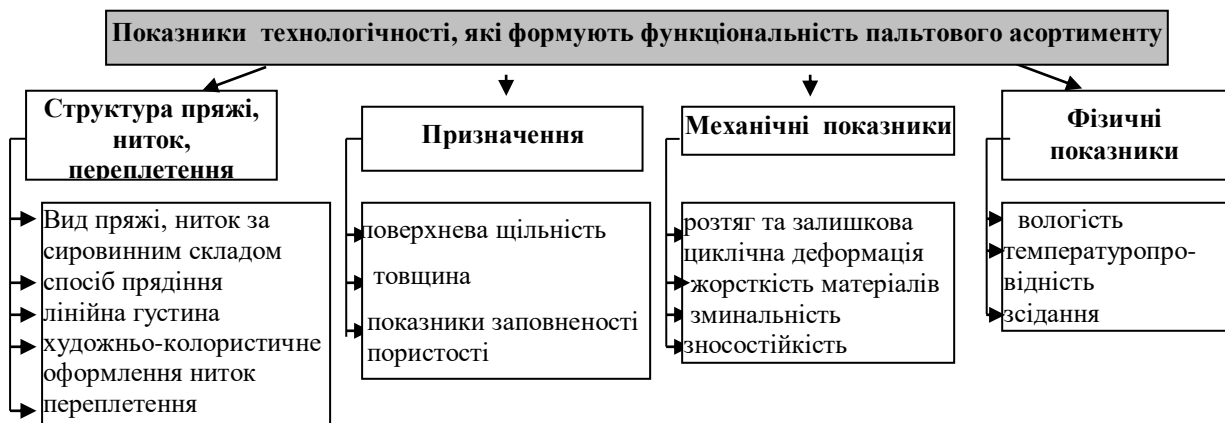 Показники технологічності, які формують функціональність пальтового асортименту
Структура пряжі,
ниток,
переплетення
Вид пряжі, ниток за
сировинним складом
спосіб прядіння
лінійна густина
художньо-колористичне
оформлення ниток
переплетення
Призначення
поверхнева щільність
товщина
показники заповненості
пористості
Механічні показники
розтяг та залишкова
циклічна деформація
жорсткість матеріалів
зминальність
зносостійкість
Фізичні
показники
вологість
температуропро-
відність
зсідання